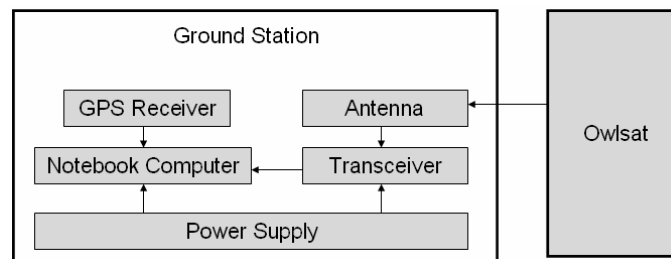 Ground Station
GPS Receiver
Antenna
Owlsat
Notebook Computer
Transceiver
Power Supply